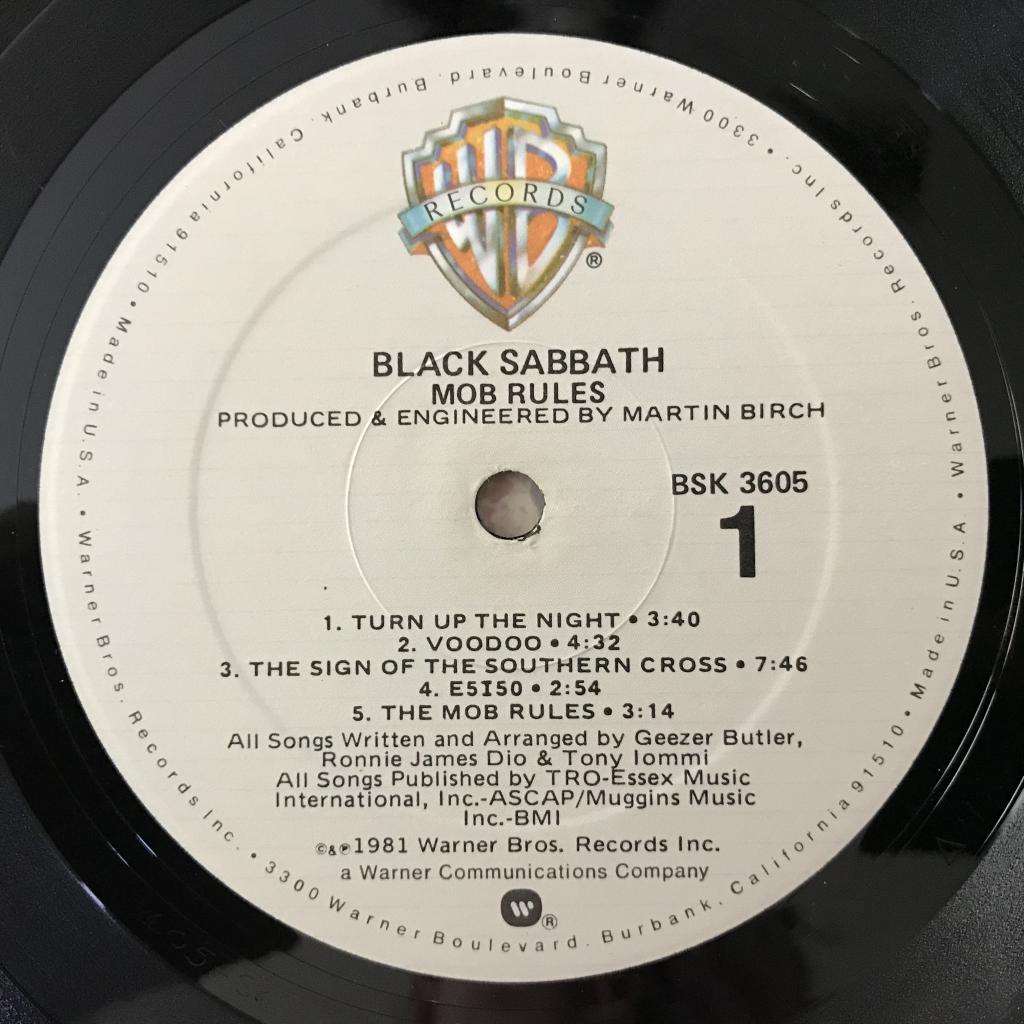 WB
RECORDS
®
BLACK SABBATH
MOB RULES
PRODUCED & ENGINEERED BY MARTIN BIRCH
BSK 3605
1
1. TURN UP THE NIGHT • 3:40
2. VOODOO • 4:32
3. THE SIGN OF THE SOUTHERN CROSS • 7:46
4. E5I50 • 2:54
5. THE MOB RULES • 3:14
All Songs Written and Arranged by Geezer Butler,
Ronnie James Dio & Tony Iommi
All Songs Published by TRO-Essex Music
International, Inc.-ASCAP/Muggins Music
Inc.-BMI
©&℗1981 Warner Bros. Records Inc.
a Warner Communications Company
W®
Warner Bros. Records Inc. • 3300 Warner Boulevard. Burbank. California 91510 • Made in U.S.A. • Warner Bros. Records Inc. • 3300 Warner Boulevard. Burbank. California 91510 • Made in U.S.A •